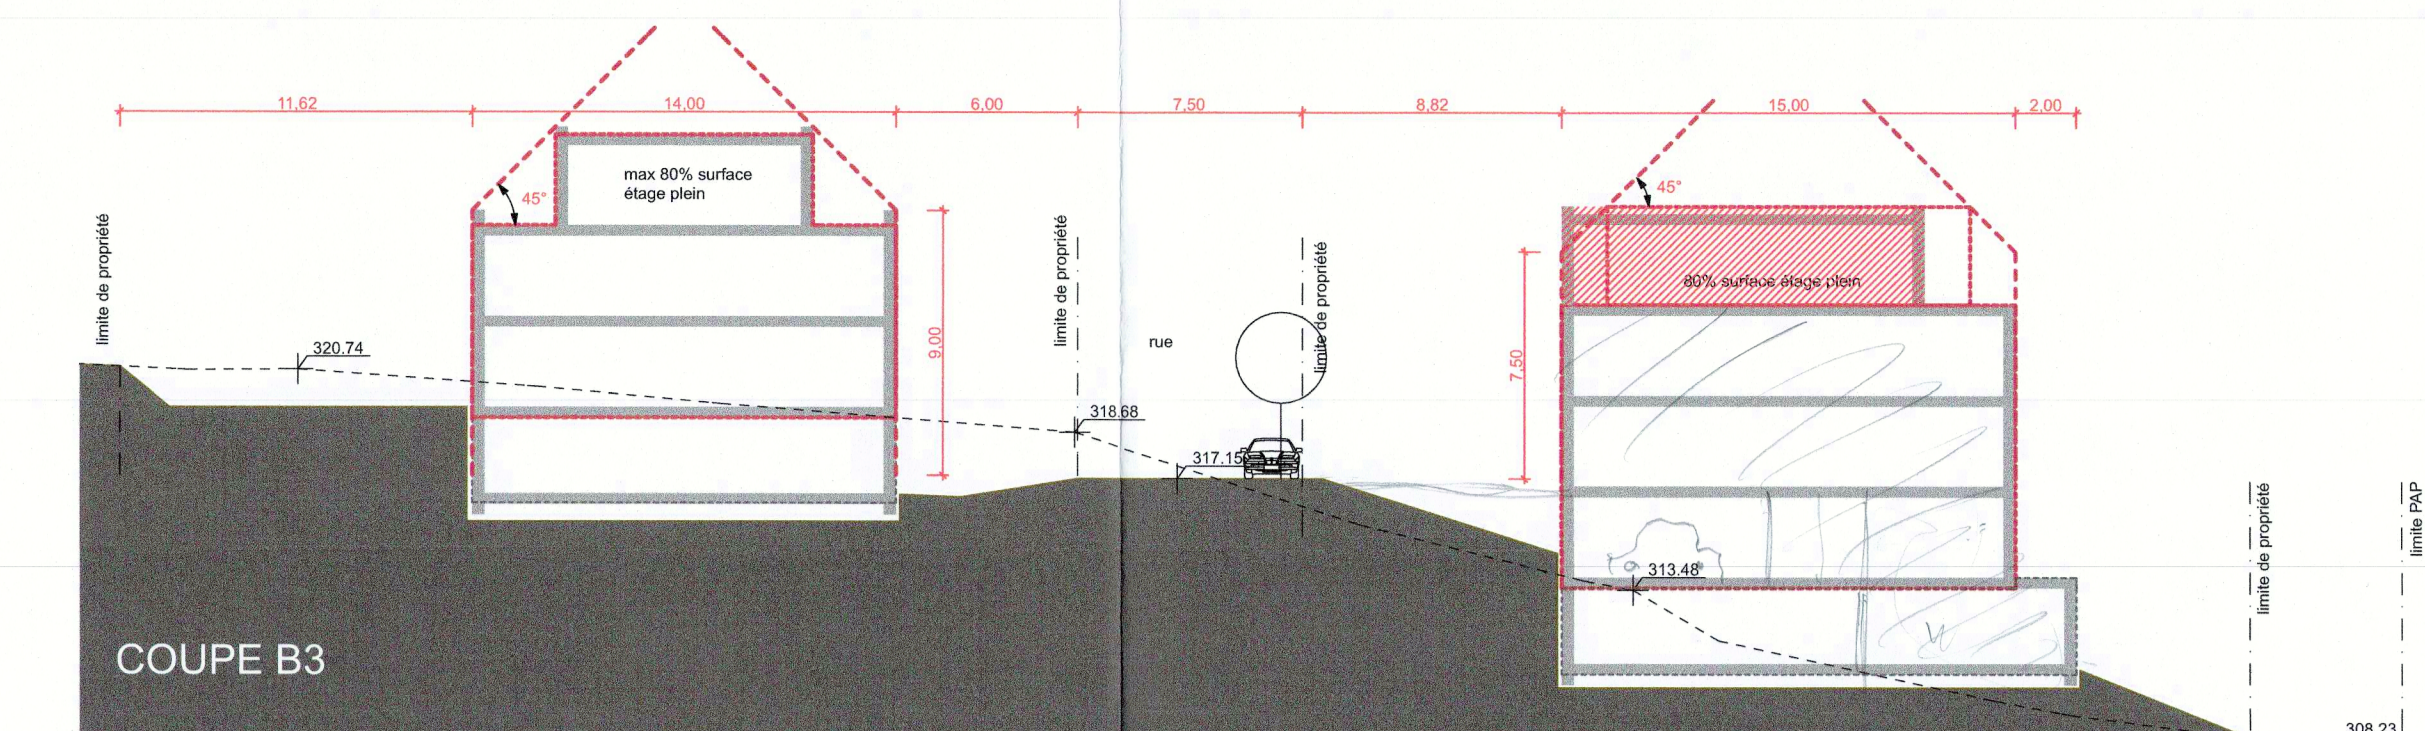 11,62
14,00
6,00
7,50
8,82
15,00
2,00
max 80% surface
étage plein
45°
45°
limite de propriété
limite de propriété
limite de propriété
80% surface étage plein
9,00
7,50
rue
320.74
318.68
317.15
313.48
limite de propriété
limite PAP
COUPE B3
308.23